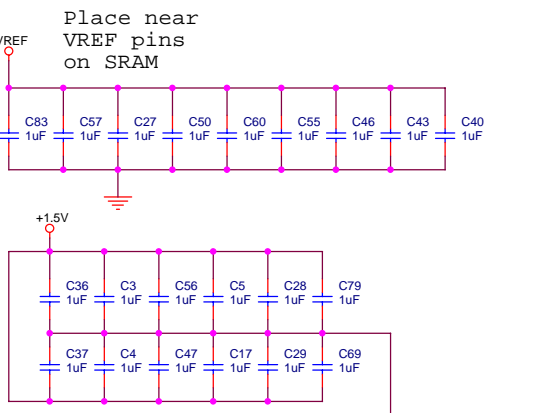 Place near
VREF pins
on SRAM
VREF
C83 C57 C27 C50 C60 C55 C46 C43 C40
1uF 1uF 1uF 1uF 1uF 1uF 1uF 1uF 1uF
+1.5V
C36 C3 C56 C5 C28 C79
1uF 1uF 1uF 1uF 1uF 1uF
C37 C4 C47 C17 C29 C69
1uF 1uF 1uF 1uF 1uF 1uF